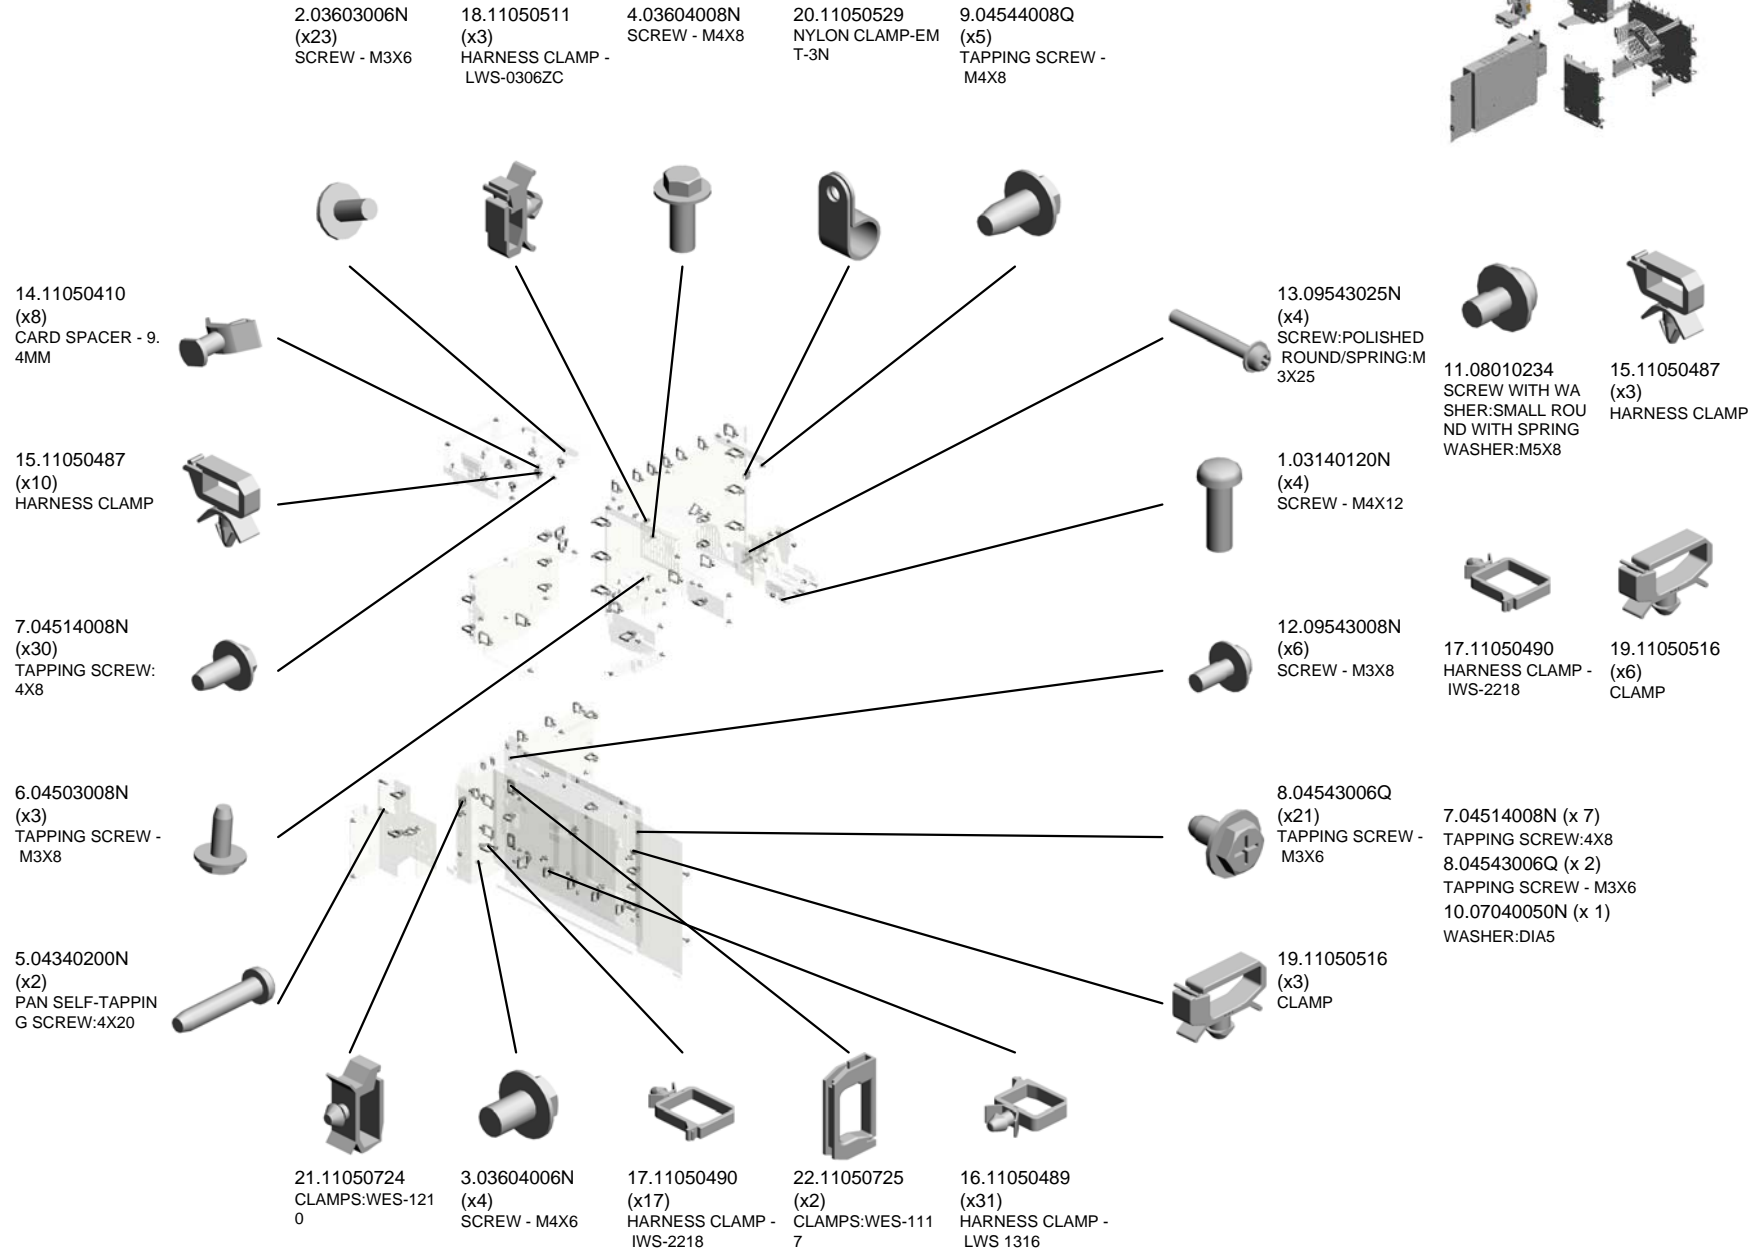 2.03603006N
(x23)
SCREW - M3X6
18.11050511
(x3)
HARNESS CLAMP -
LWS-0306ZC
4.03604008N
SCREW - M4X8
20.11050529
NYLON CLAMP-EM
T-3N
9.04544008Q
(x5)
TAPPING SCREW -
M4X8
14.11050410
(x8)
CARD SPACER - 9.
4MM
15.11050487
(x10)
HARNESS CLAMP
7.04514008N
(x30)
TAPPING SCREW:
4X8
6.04503008N
(x3)
TAPPING SCREW -
M3X8
5.04340200N
(x2)
PAN SELF-TAPPIN
G SCREW:4X20
13.09543025N
(x4)
SCREW:POLISHED
ROUND/SPRING:M
3X25
11.08010234
SCREW WITH WA
SHER:SMALL ROU
ND WITH SPRING
WASHER:M5X8
15.11050487
(x3)
HARNESS CLAMP
1.03140120N
(x4)
SCREW - M4X12
12.09543008N
(x6)
SCREW - M3X8
17.11050490
HARNESS CLAMP -
IWS-2218
19.11050516
(x6)
CLAMP
8.04543006Q
(x21)
TAPPING SCREW -
M3X6
7.04514008N (x 7)
TAPPING SCREW:4X8
8.04543006Q (x 2)
TAPPING SCREW - M3X6
10.07040050N (x 1)
WASHER:DIA5
19.11050516
(x3)
CLAMP
21.11050724
CLAMPS:WES-121
0
3.03604006N
(x4)
SCREW - M4X6
17.11050490
(x17)
HARNESS CLAMP -
IWS-2218
22.11050725
(x2)
CLAMPS:WES-111
7
16.11050489
(x31)
HARNESS CLAMP -
LWS 1316